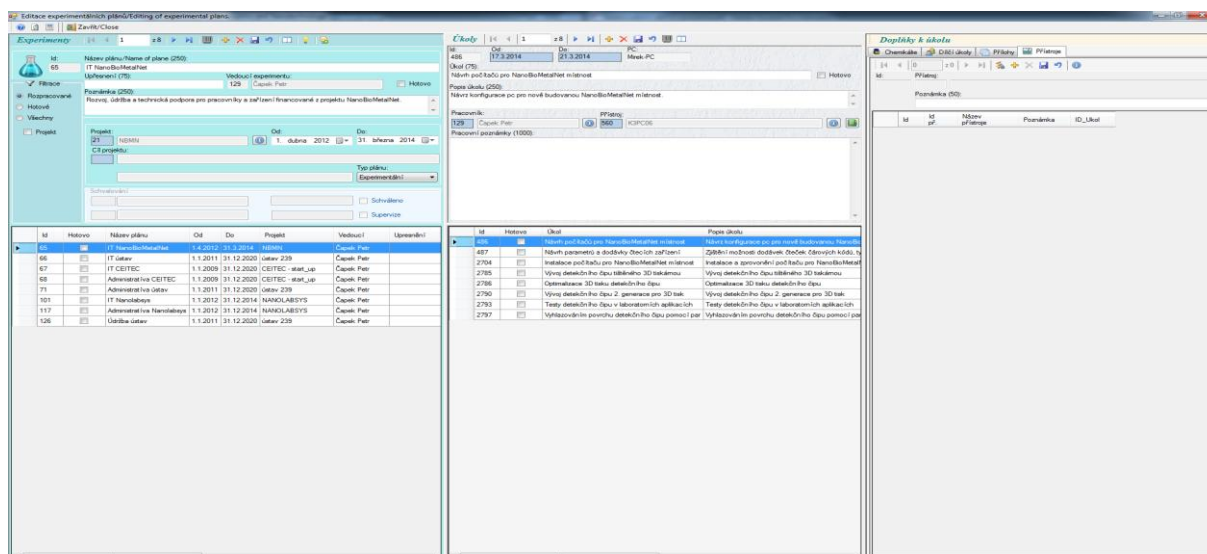 Editace experimentálních plánů/Editing of experimental plans.
Zavřít/Close
Experimenty 1 z 8
Id: Název plánu/Name of plane (250):
65 IT NanoBioMetalNet
Upřesnění (75): Vedoucí experimentu:
129 Čapek Petr Hotovo
Filtrace
Rozpracované
Hotové
Všechny
Projekt
Poznámka (250):
Rozvoj, údržba a technická podpora pro pracovníky a zařízení financované z projektu NanoBioMetalNet.
Projekt: Od: Do:
21 NBMN 1. dubna 2012 31. března 2014
Cíl projektu:
Typ plánu:
Experimentální
Schvalování
Schváleno
Supervize
Id Hotovo Název plánu Od Do Projekt Vedoucí Upresnění
65 IT NanoBioMetalNet 1.4.2012 31.3.2014 NBMN Čapek Petr
66 IT ústav 1.1.2011 31.12.2020 ústav 239 Čapek Petr
67 IT CEITEC 1.1.2009 31.12.2020 CEITEC - start_up Čapek Petr
68 Administrativa CEITEC 1.1.2009 31.12.2020 CEITEC - start_up Čapek Petr
71 Administrativa ústav 1.1.2011 31.12.2020 ústav 239 Čapek Petr
101 IT Nanolabsys 1.1.2012 31.12.2014 NANOLABSYS Čapek Petr
117 Administrativa Nanolabsys 1.1.2012 31.12.2014 NANOLABSYS Čapek Petr
126 Údržba ústav 1.1.2011 31.12.2020 ústav 239 Čapek Petr
Úkoly 1 z 8
Id: Od: Do: PC:
486 17.3.2014 21.3.2014 Mirek-PC
Úkol (75):
Návrh počítačů pro NanoBioMetalNet místnost Hotovo
Popis úkolu (250):
Návrz konfigurace pc pro nově budovanou NanoBioMetalNet místnost.
Pracovník: Přístroj:
129 Čapek Petr 560 K3PC06
Pracovní poznámky (1000):
Id Hotovo Úkol Popis úkolu
486 Návrh počítačů pro NanoBioMetalNet místnost Návrz konfigurace pc pro nově budovanou NanoBio
487 Návrh parametrů a dodávky čtecích zařízení Zjištění možností dodávek čteček čárových kódů, ty
2704 Instalace počítačů pro NanoBioMetalNet místnost Instalace a zprovonění počítačů pro NanoBioMetalN
2785 Vývoj detekčního čipu tištěného 3D tiskárnou Vývoj detekčního čipu tištěného 3D tiskárnou
2786 Optimalizace 3D tisku detekčního čipu Optimalizace 3D tisku detekčního čipu
2790 Vývoj detekčního čipu 2. generace pro 3D tisk Vývoj detekčního čipu 2. generace pro 3D tisk
2793 Testy detekčního čipu v laboratorních aplikacích Testy detekčního čipu v laboratorních aplikacích
2797 Vyhlazováním povrchu detekčního čipu pomocí par Vyhlazováním povrchu detekčního čipu pomocí par
Doplňky k úkolu
Chemikálie Dílčí úkoly Přílohy Přístroje
0 z 0
Id: Přístroj:
Poznámka (50):
Id Id př. Název přístroje Poznámka ID_Ukol